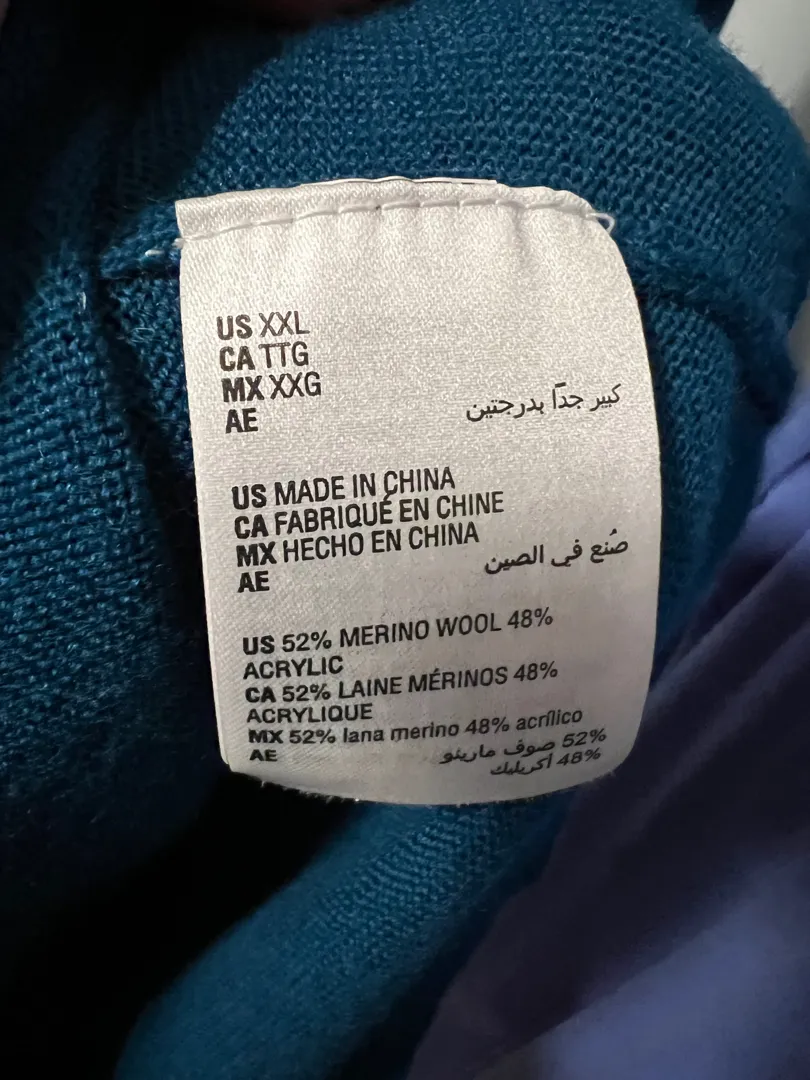 US XXL
CA TTG
MX XXG
AE كبير جدًا بدرجتين
US MADE IN CHINA
CA FABRIQUÉ EN CHINE
MX HECHO EN CHINA
AE صُنع في الصين
US 52% MERINO WOOL 48%
ACRYLIC
CA 52% LAINE MÉRINOS 48%
ACRYLIQUE
MX 52% lana merino 48% acrílico
AE 52% صوف مارينو
48% أكريليك